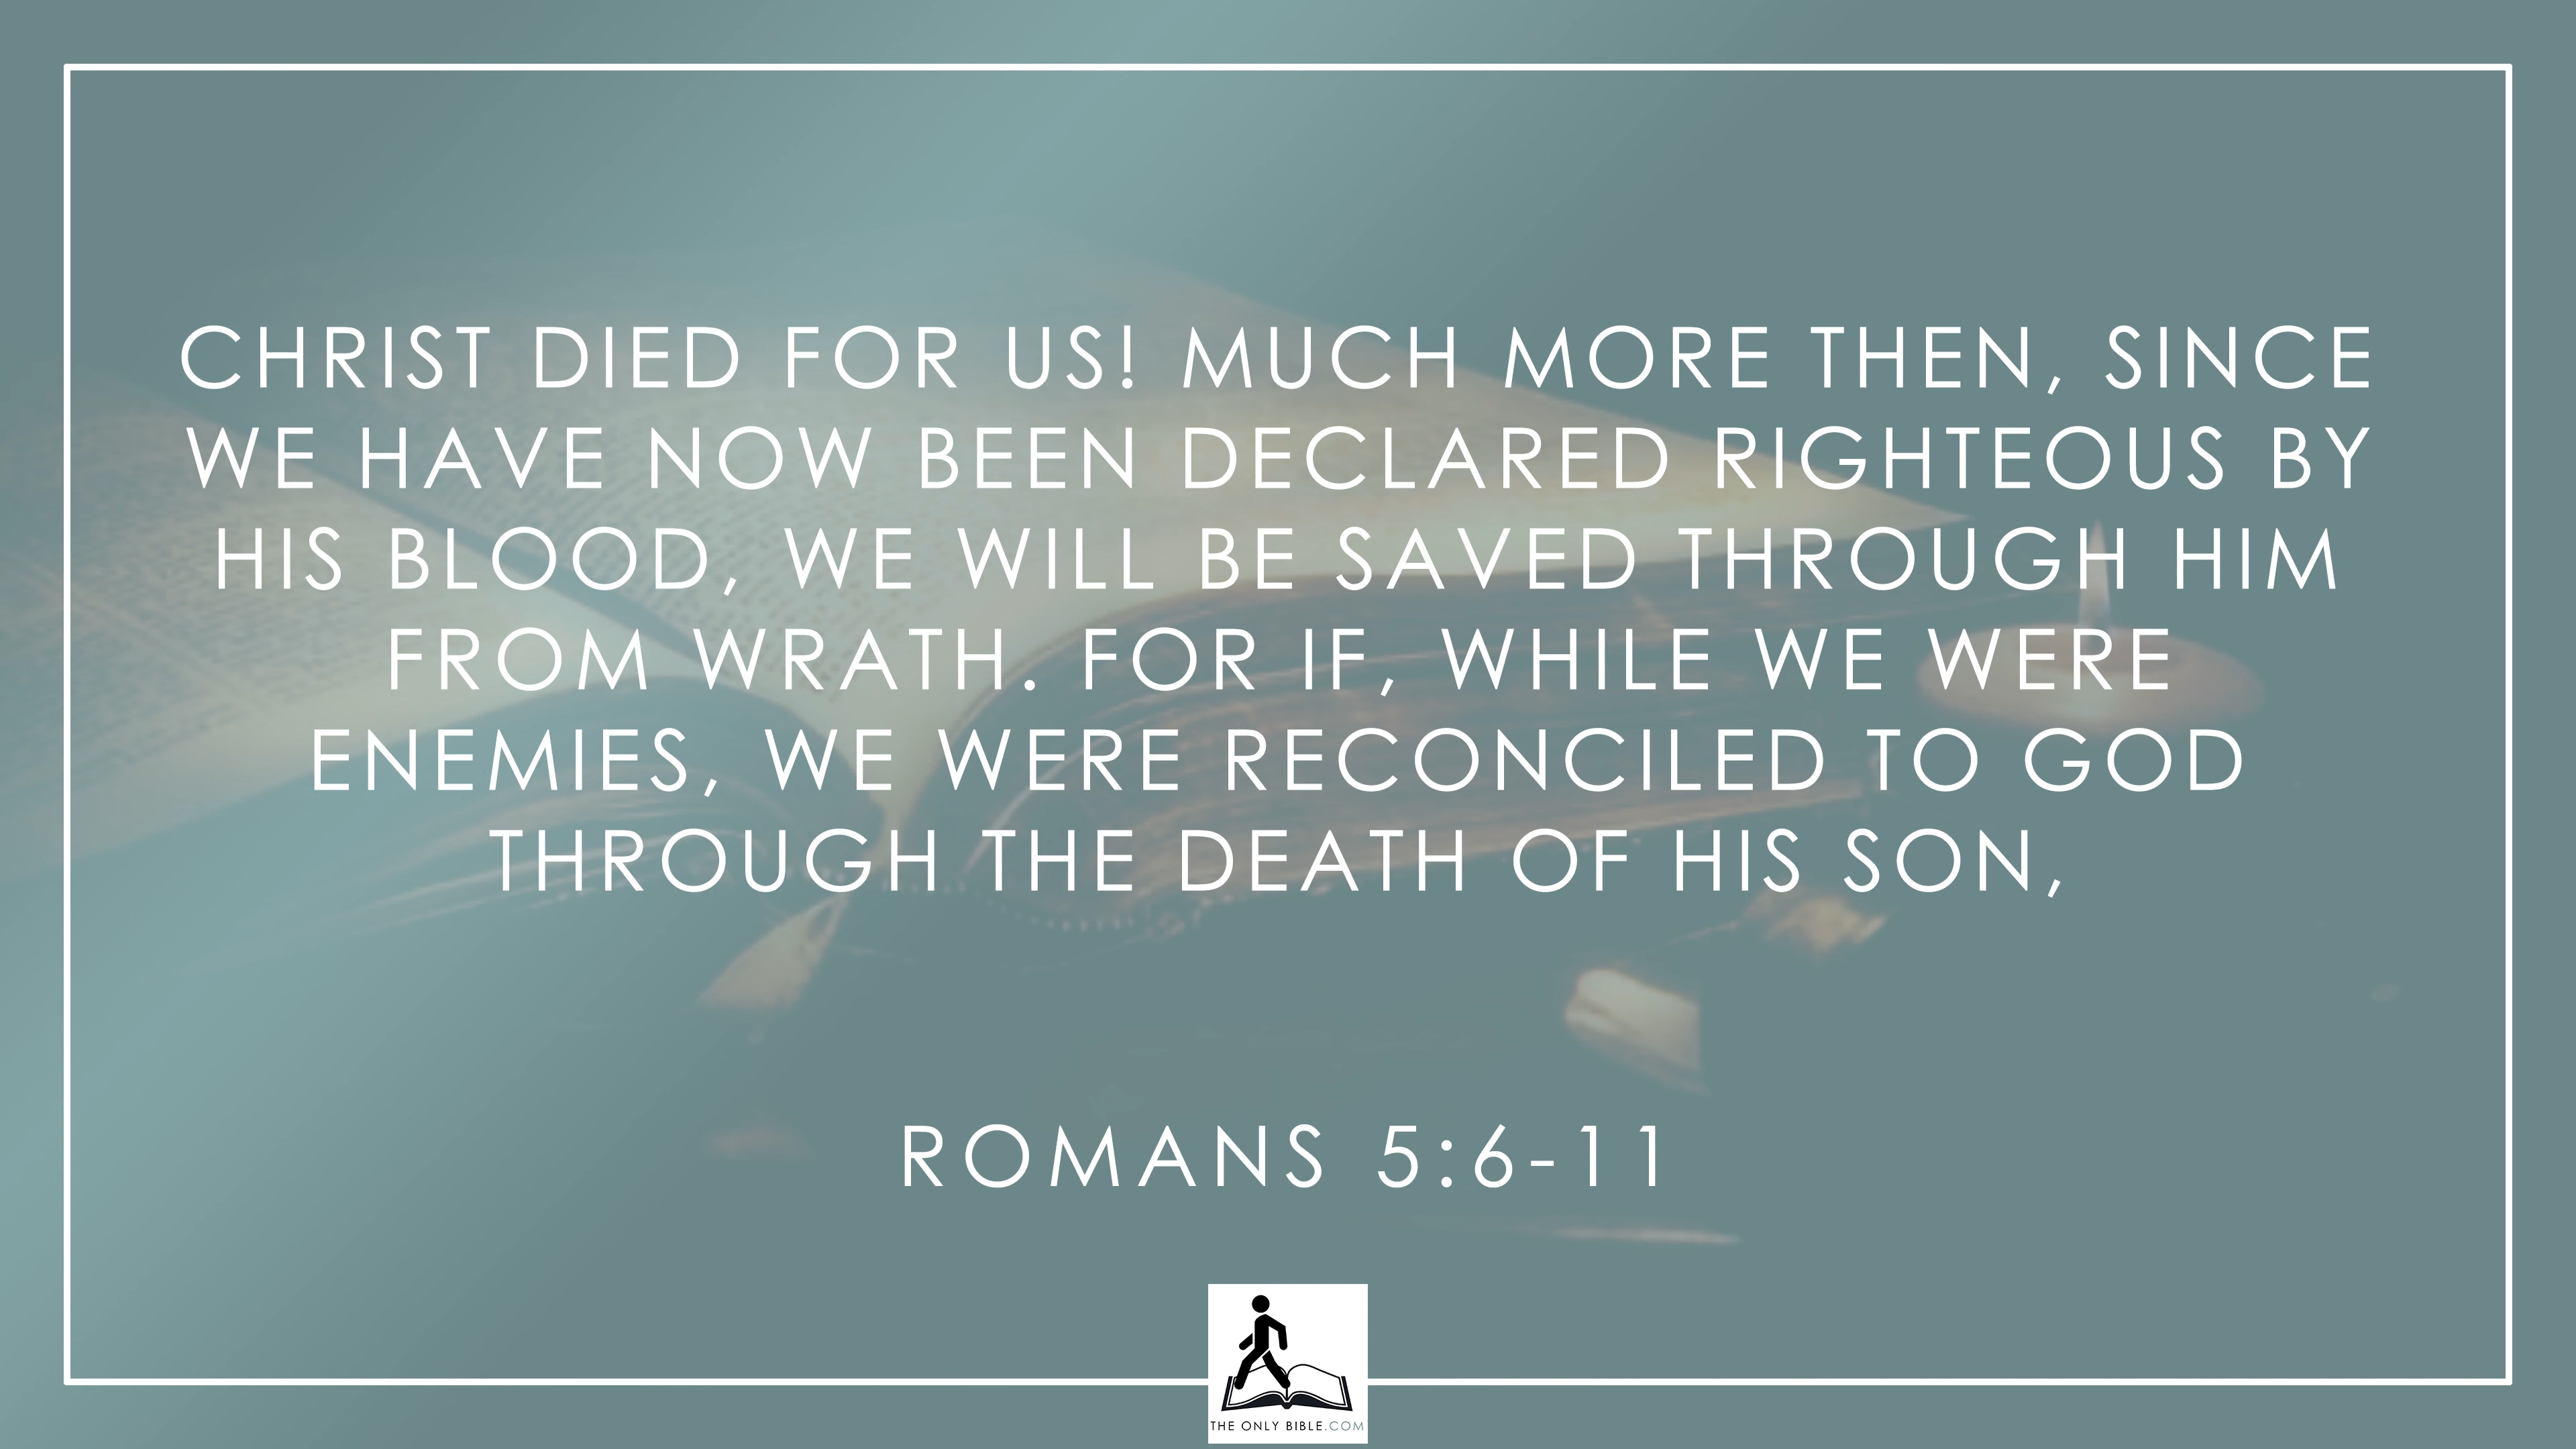 CHRIST DIED FOR US! MUCH MORE THEN, SINCE
WE HAVE NOW BEEN DECLARED RIGHTEOUS BY
HIS BLOOD, WE WILL BE SAVED THROUGH HIM
FROM WRATH. FOR IF, WHILE WE WERE
ENEMIES, WE WERE RECONCILED TO GOD
THROUGH THE DEATH OF HIS SON,
ROMANS 5:6-11
THE ONLY BIBLE.COM